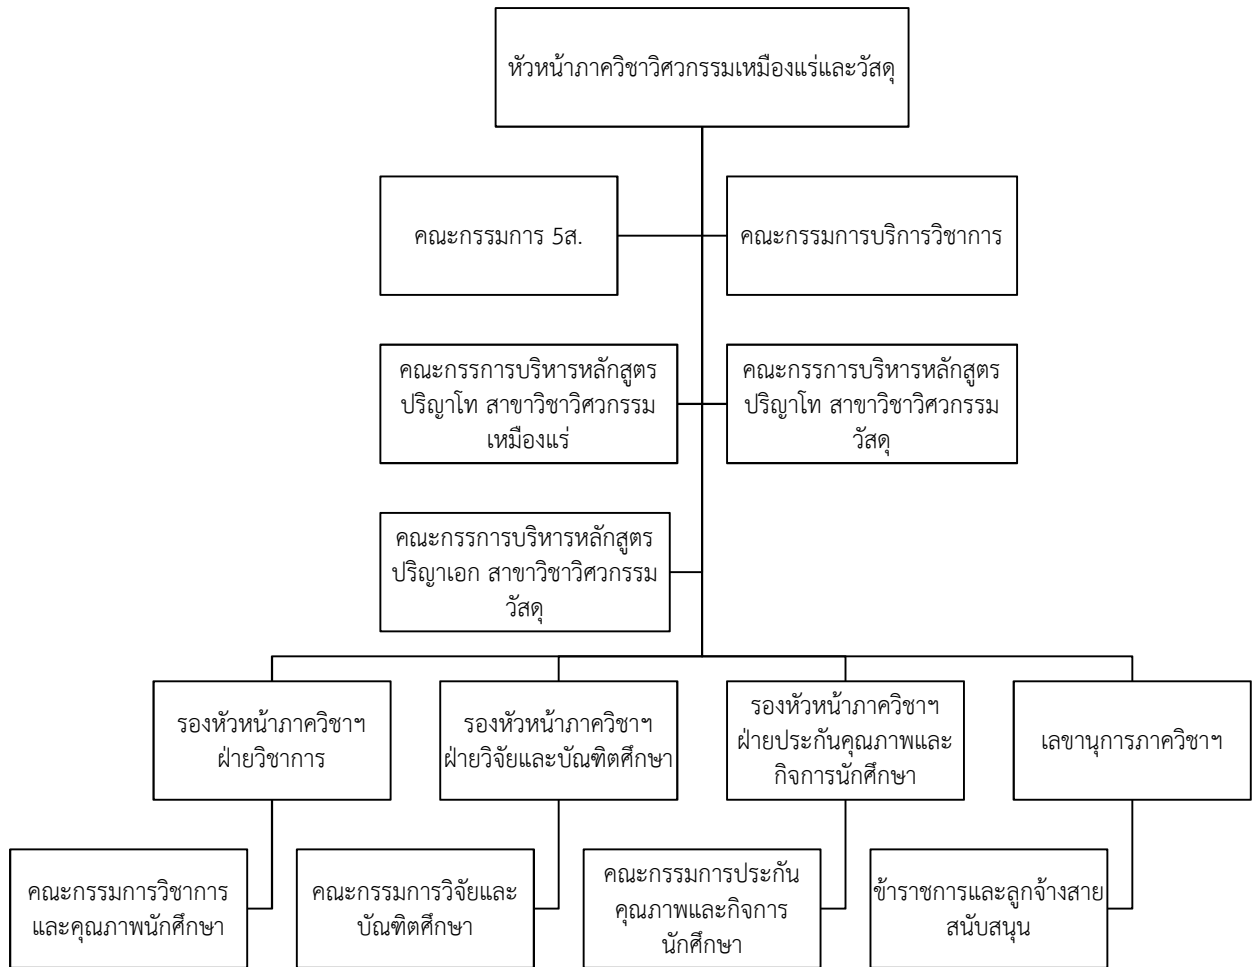 หัวหน้าภาควิชาวิศวกรรมเหมืองแร่และวัสดุ
คณะกรรมการ 5ส.
คณะกรรมการบริการวิชาการ
คณะกรรการบริหารหลักสูตร
ปริญาโท สาขาวิชาวิศวกรรม
เหมืองแร่
คณะกรรการบริหารหลักสูตร
ปริญาโท สาขาวิชาวิศวกรรม
วัสดุ
คณะกรรการบริหารหลักสูตร
ปริญาเอก สาขาวิชาวิศวกรรม
วัสดุ
รองหัวหน้าภาควิชาฯ
ฝ่ายวิชาการ
รองหัวหน้าภาควิชาฯ
ฝ่ายวิจัยและบัณฑิตศึกษา
รองหัวหน้าภาควิชาฯ
ฝ่ายประกันคุณภาพและ
กิจการนักศึกษา
เลขานุการภาควิชาฯ
คณะกรรมการวิชาการ
และคุณภาพนักศึกษา
คณะกรรมการวิจัยและ
บัณฑิตศึกษา
คณะกรรมการประกัน
คุณภาพและกิจการ
นักศึกษา
ข้าราชการและลูกจ้างสาย
สนับสนุน